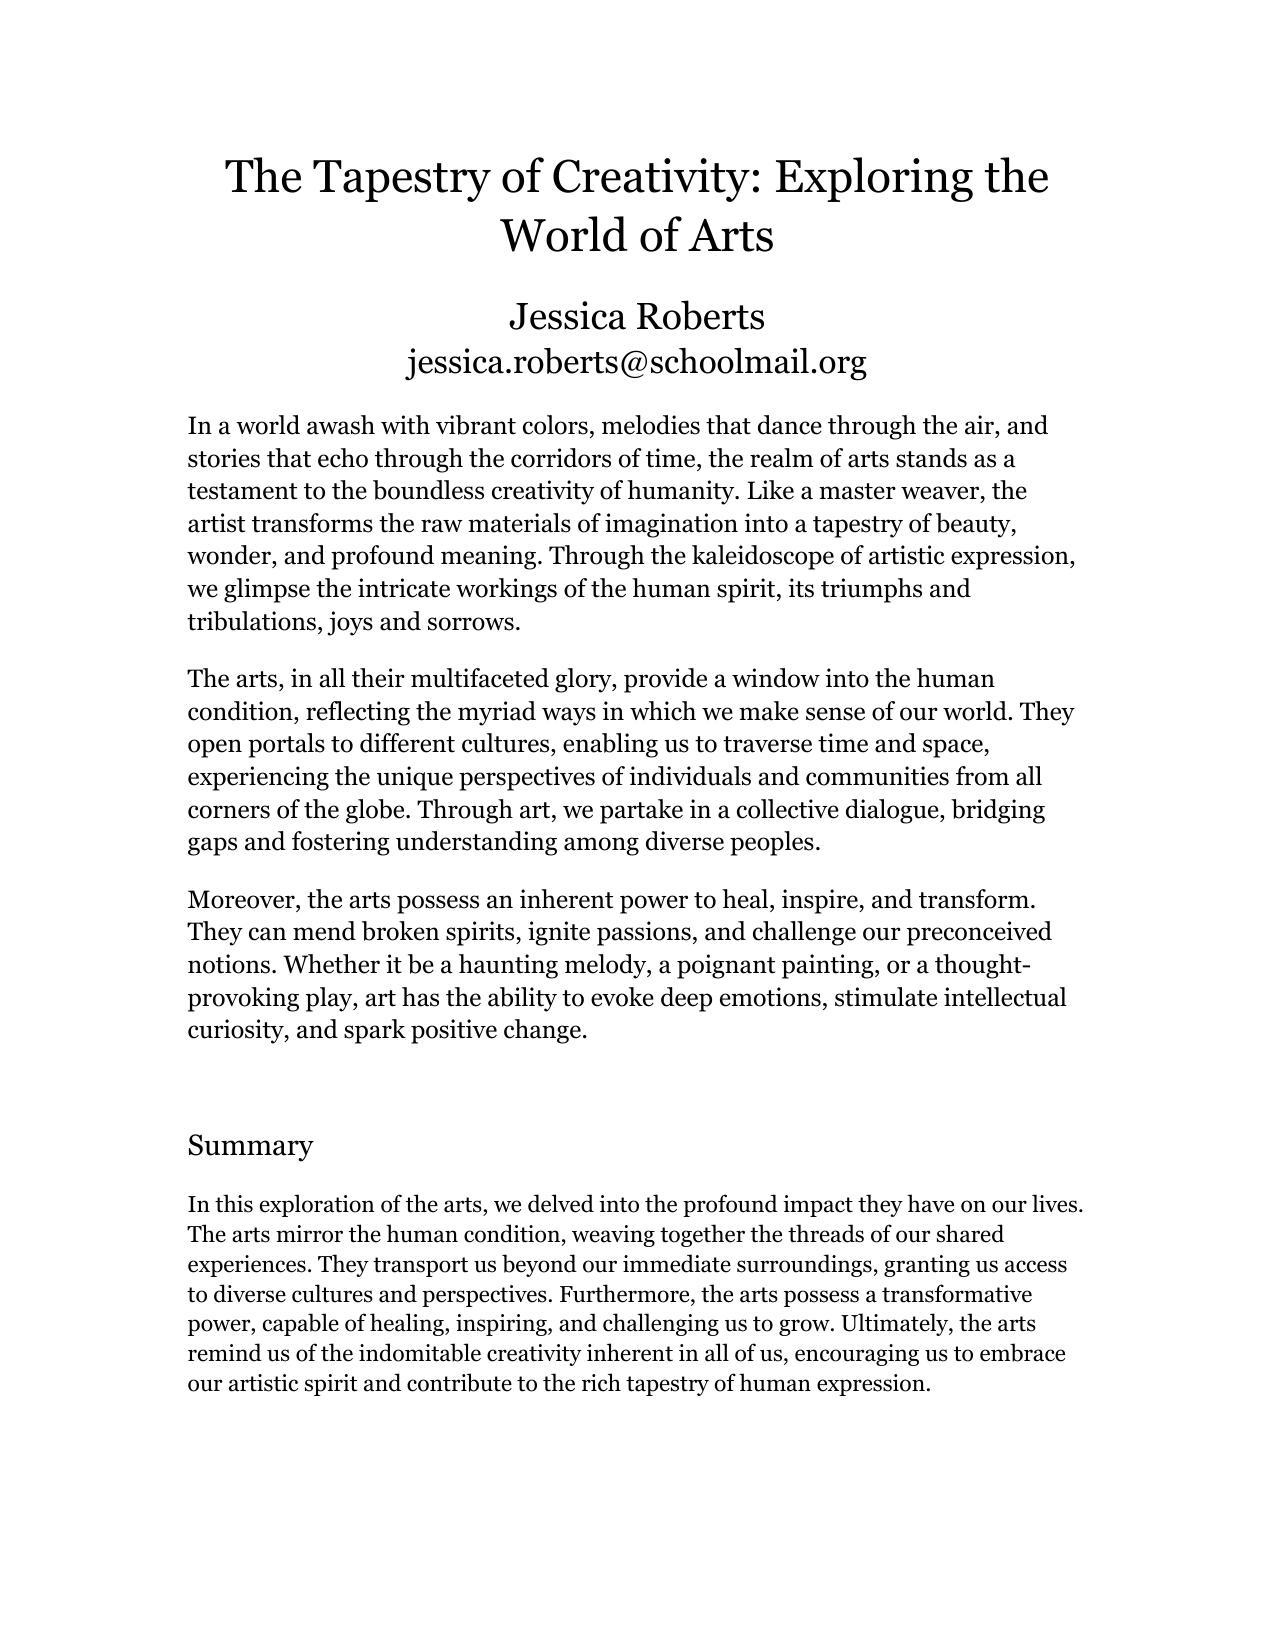 The Tapestry of Creativity: Exploring the
World of Arts
Jessica Roberts
jessica.roberts@schoolmail.org
In a world awash with vibrant colors, melodies that dance through the air, and
stories that echo through the corridors of time, the realm of arts stands as a
testament to the boundless creativity of humanity. Like a master weaver, the
artist transforms the raw materials of imagination into a tapestry of beauty,
wonder, and profound meaning. Through the kaleidoscope of artistic expression,
we glimpse the intricate workings of the human spirit, its triumphs and
tribulations, joys and sorrows.
The arts, in all their multifaceted glory, provide a window into the human
condition, reflecting the myriad ways in which we make sense of our world. They
open portals to different cultures, enabling us to traverse time and space,
experiencing the unique perspectives of individuals and communities from all
corners of the globe. Through art, we partake in a collective dialogue, bridging
gaps and fostering understanding among diverse peoples.
Moreover, the arts possess an inherent power to heal, inspire, and transform.
They can mend broken spirits, ignite passions, and challenge our preconceived
notions. Whether it be a haunting melody, a poignant painting, or a thought-
provoking play, art has the ability to evoke deep emotions, stimulate intellectual
curiosity, and spark positive change.
Summary
In this exploration of the arts, we delved into the profound impact they have on our lives.
The arts mirror the human condition, weaving together the threads of our shared
experiences. They transport us beyond our immediate surroundings, granting us access
to diverse cultures and perspectives. Furthermore, the arts possess a transformative
power, capable of healing, inspiring, and challenging us to grow. Ultimately, the arts
remind us of the indomitable creativity inherent in all of us, encouraging us to embrace
our artistic spirit and contribute to the rich tapestry of human expression.